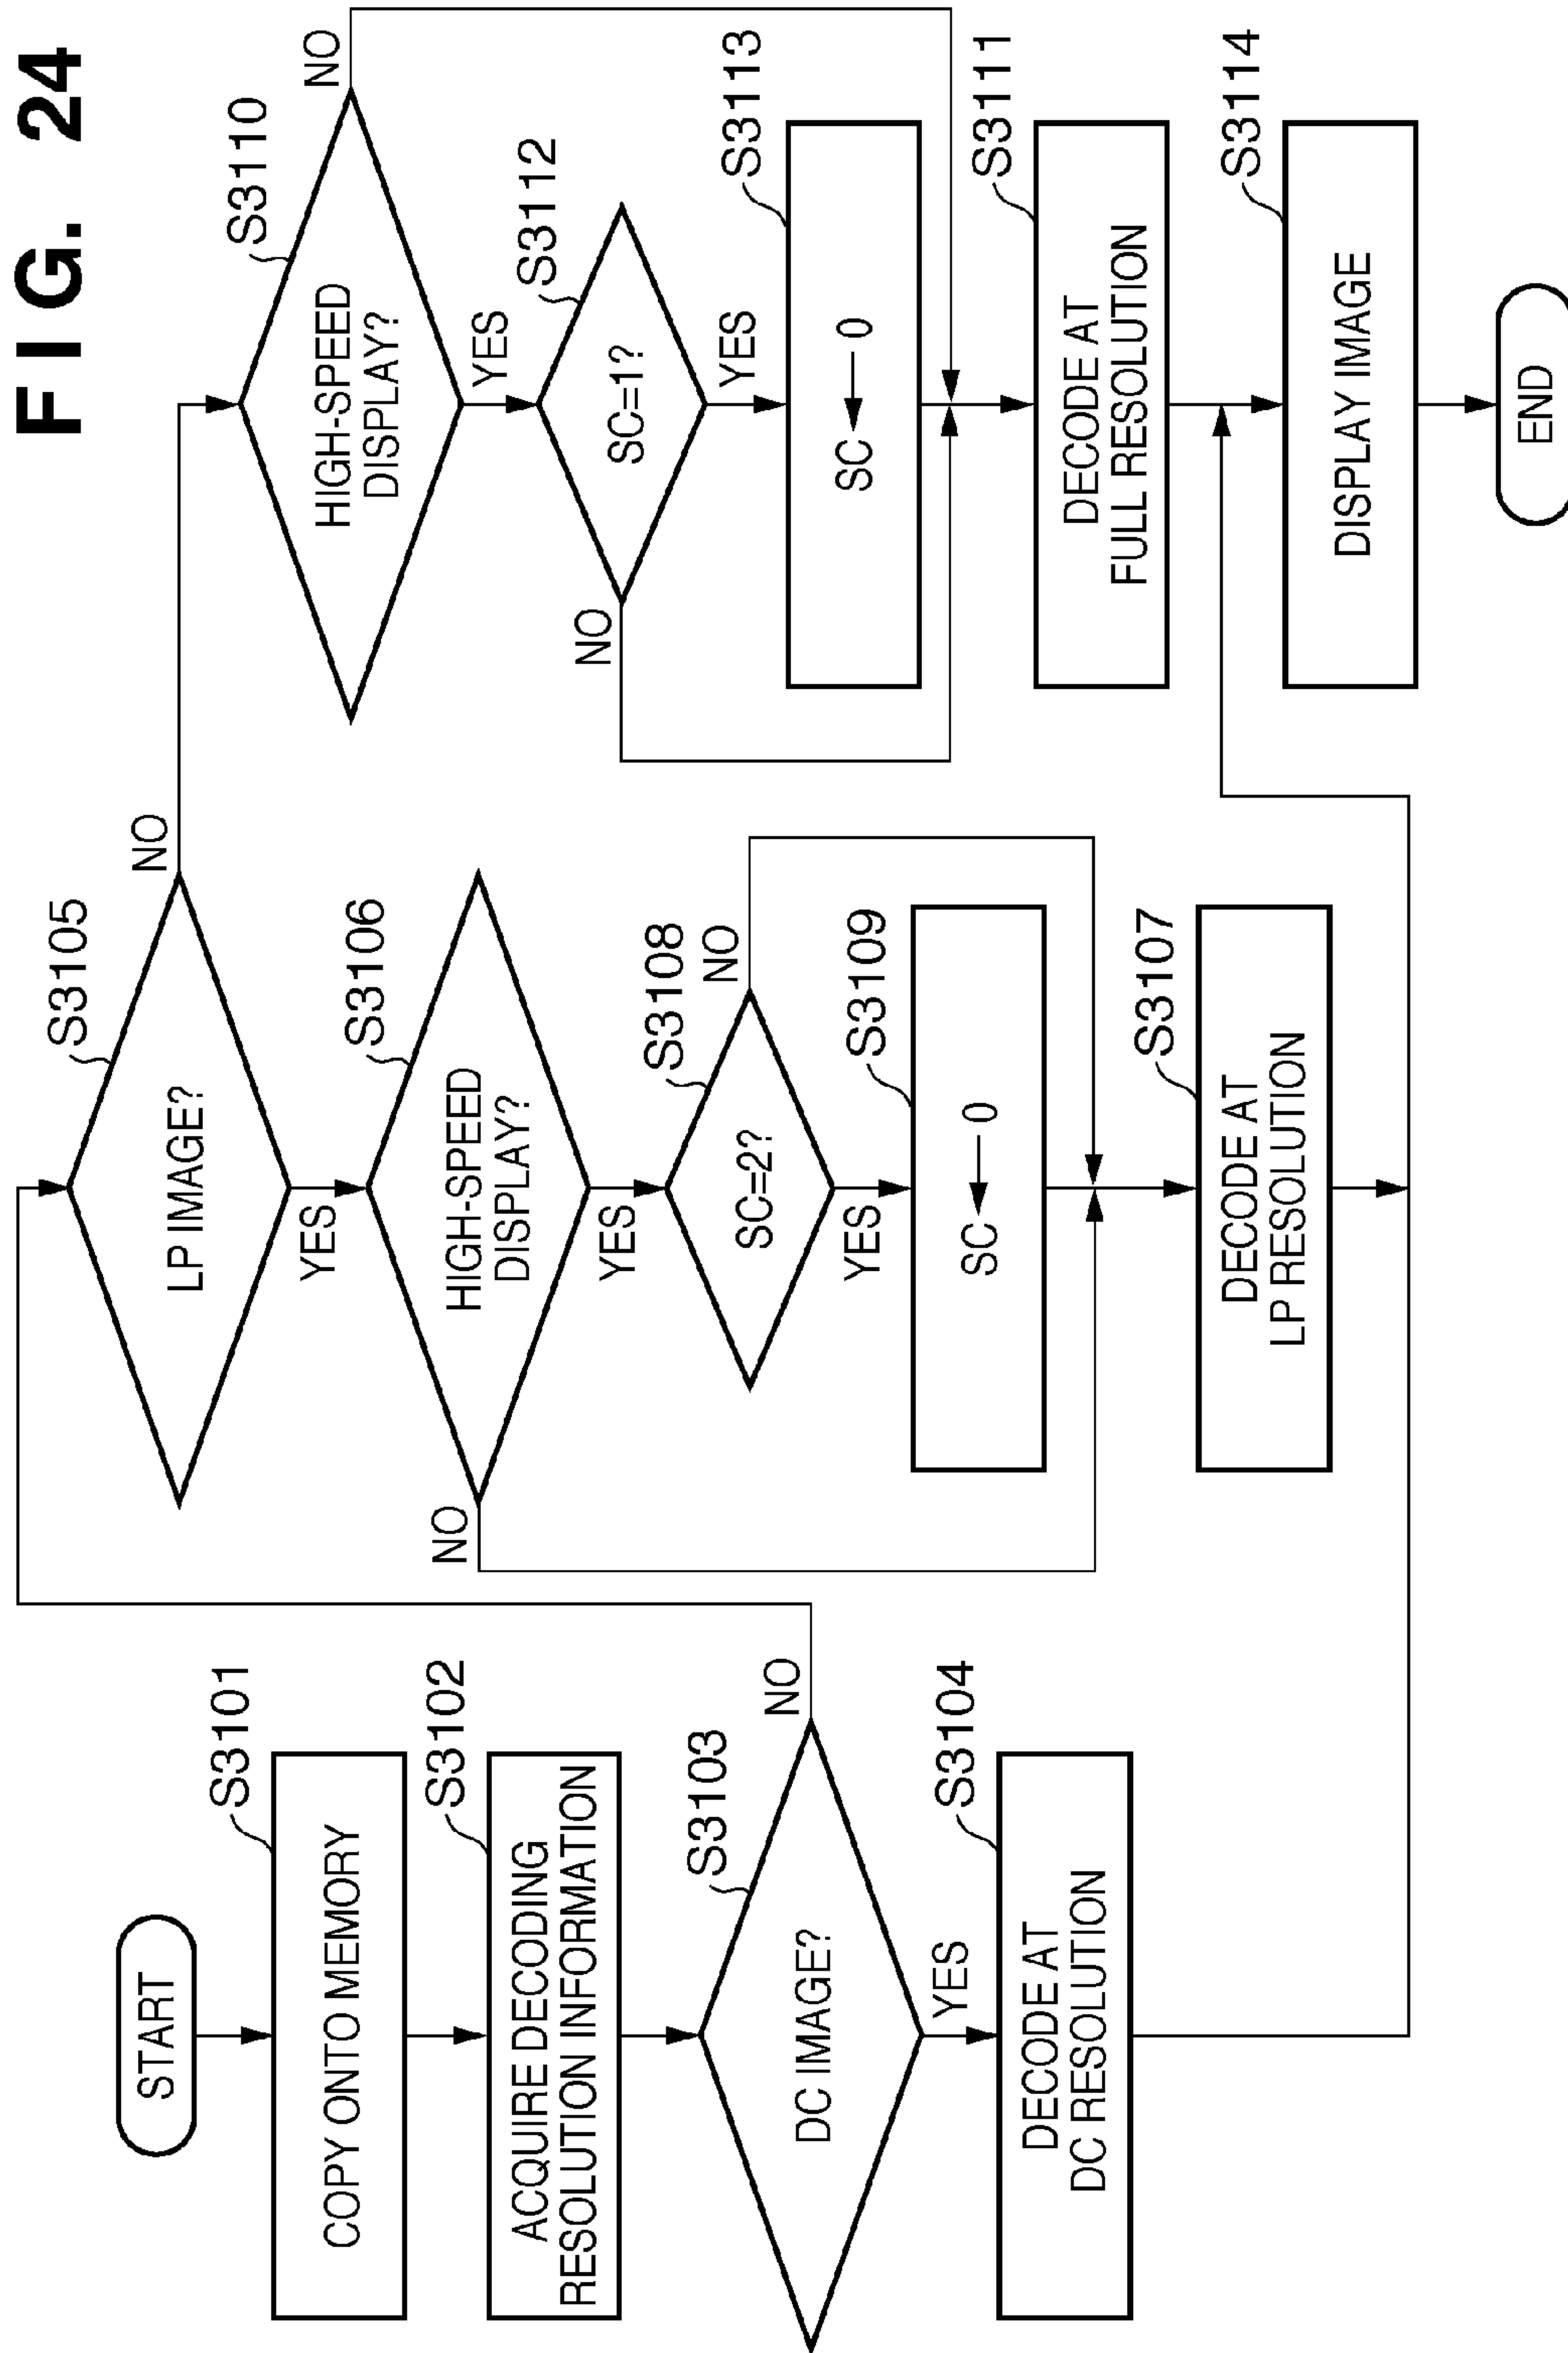 FIG. 24
START
S3101
COPY ONTO MEMORY
S3102
ACQUIRE DECODING
RESOLUTION INFORMATION
S3103
DC IMAGE?
NO
YES
S3104
DECODE AT
DC RESOLUTION
S3105
LP IMAGE?
NO
YES
S3106
HIGH-SPEED
DISPLAY?
NO
YES
S3108
SC=2?
NO
YES
S3109
SC ← 0
S3107
DECODE AT
LP RESOLUTION
S3110
HIGH-SPEED
DISPLAY?
NO
YES
S3112
SC=1?
NO
YES
S3113
SC ← 0
S3111
DECODE AT
FULL RESOLUTION
S3114
DISPLAY IMAGE
END